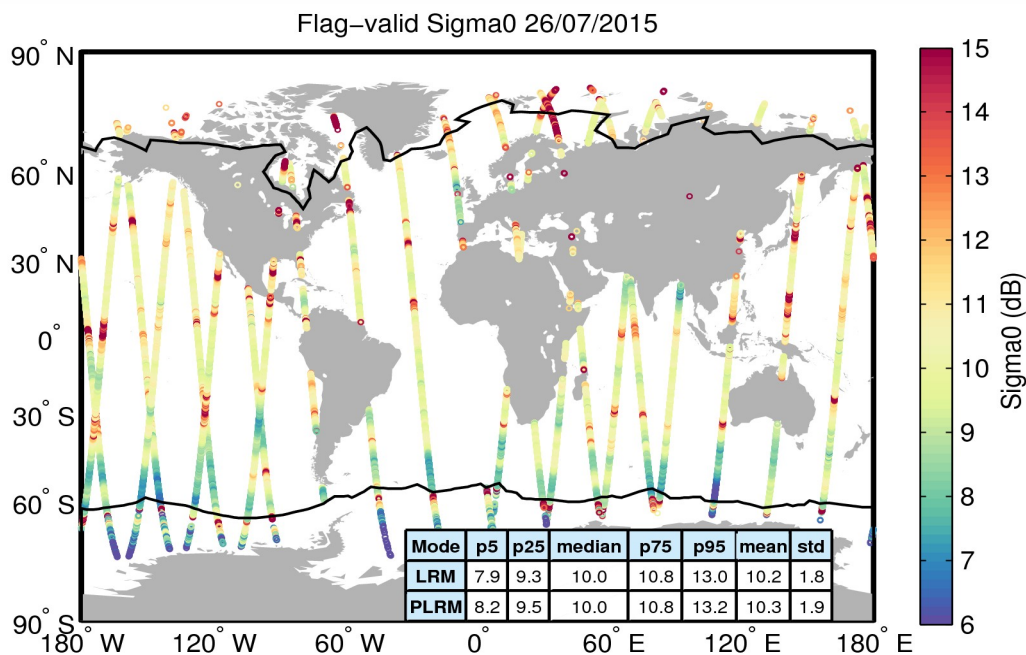 Flag-valid Sigma0 26/07/2015
90° N
60° N
30° N
0°
30° S
60° S
90° S
180° W
120° W
60° W
0°
60° E
120° E
180° E
Mode p5 p25 median p75 p95 mean std
LRM 7.9 9.3 10.0 10.8 13.0 10.2 1.8
PLRM 8.2 9.5 10.0 10.8 13.2 10.3 1.9
15
14
13
12
11
10
9
8
7
6
Sigma0 (dB)